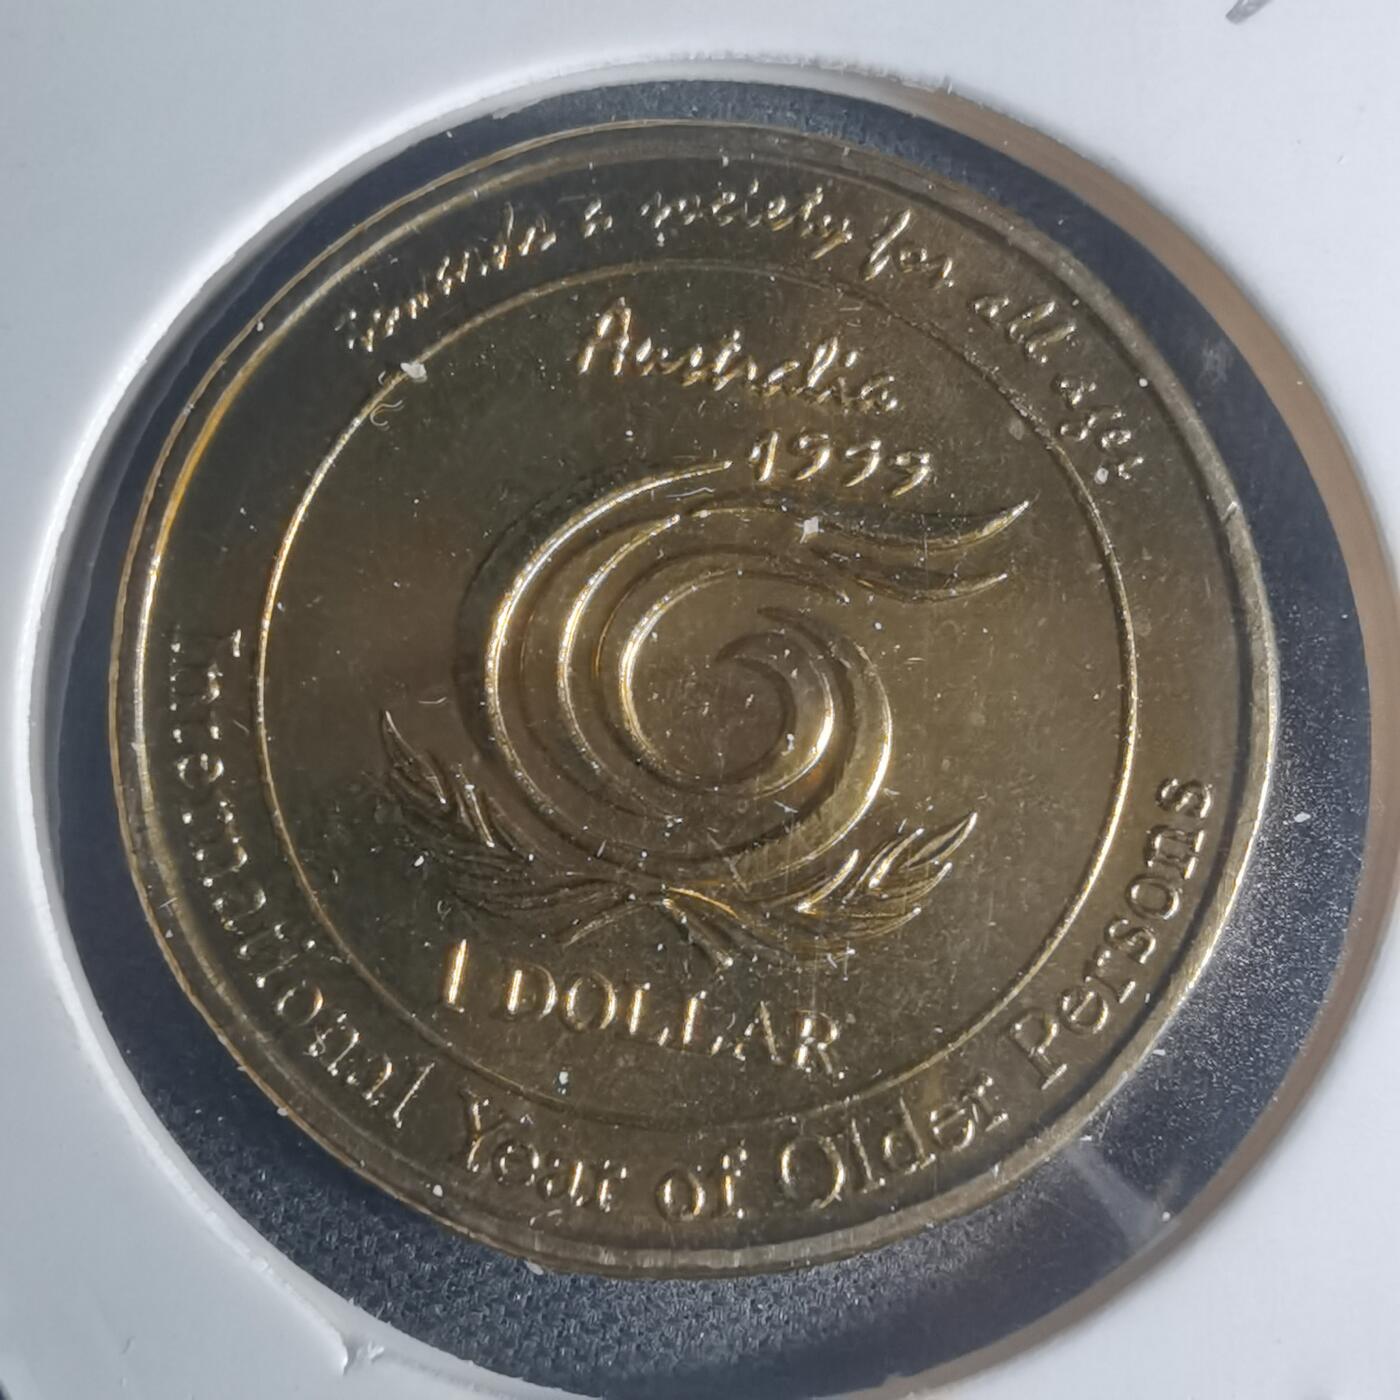 towards a society for all ages
Australia
1999
1 DOLLAR
International Year of Older Persons